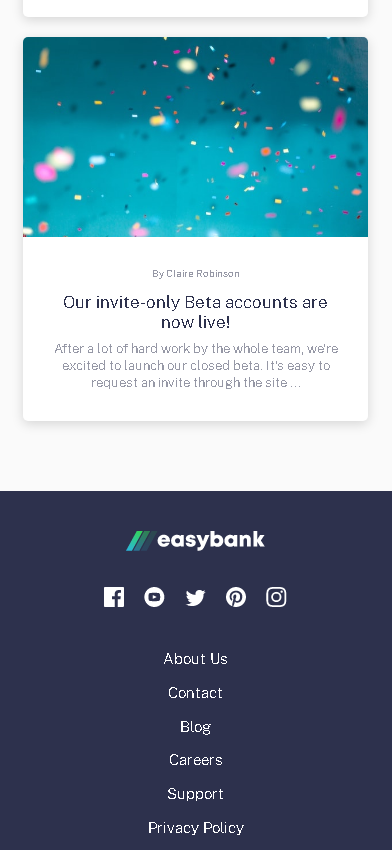 By Claire Robinson
Our invite-only Beta accounts are
now live!
After a lot of hard work by the whole team, we're
excited to launch our closed beta. It's easy to
request an invite through the site ...
easybank
About Us
Contact
Blog
Careers
Support
Privacy Policy